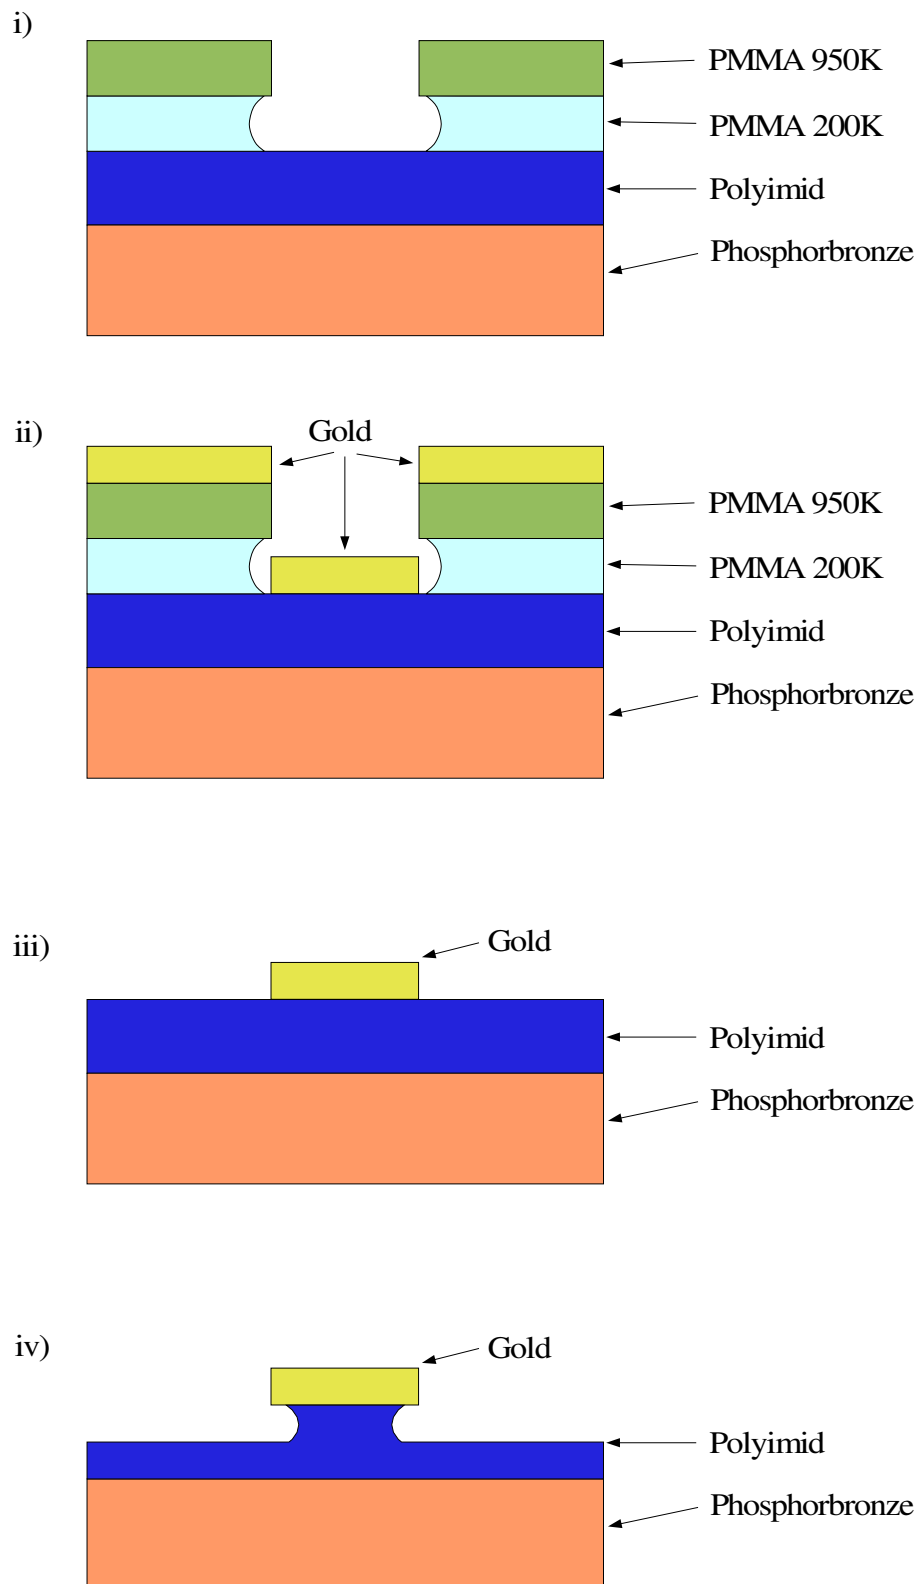 i)
PMMA 950K
PMMA 200K
Polyimid
Phosphorbronze
ii)
Gold
PMMA 950K
PMMA 200K
Polyimid
Phosphorbronze
iii)
Gold
Polyimid
Phosphorbronze
iv)
Gold
Polyimid
Phosphorbronze